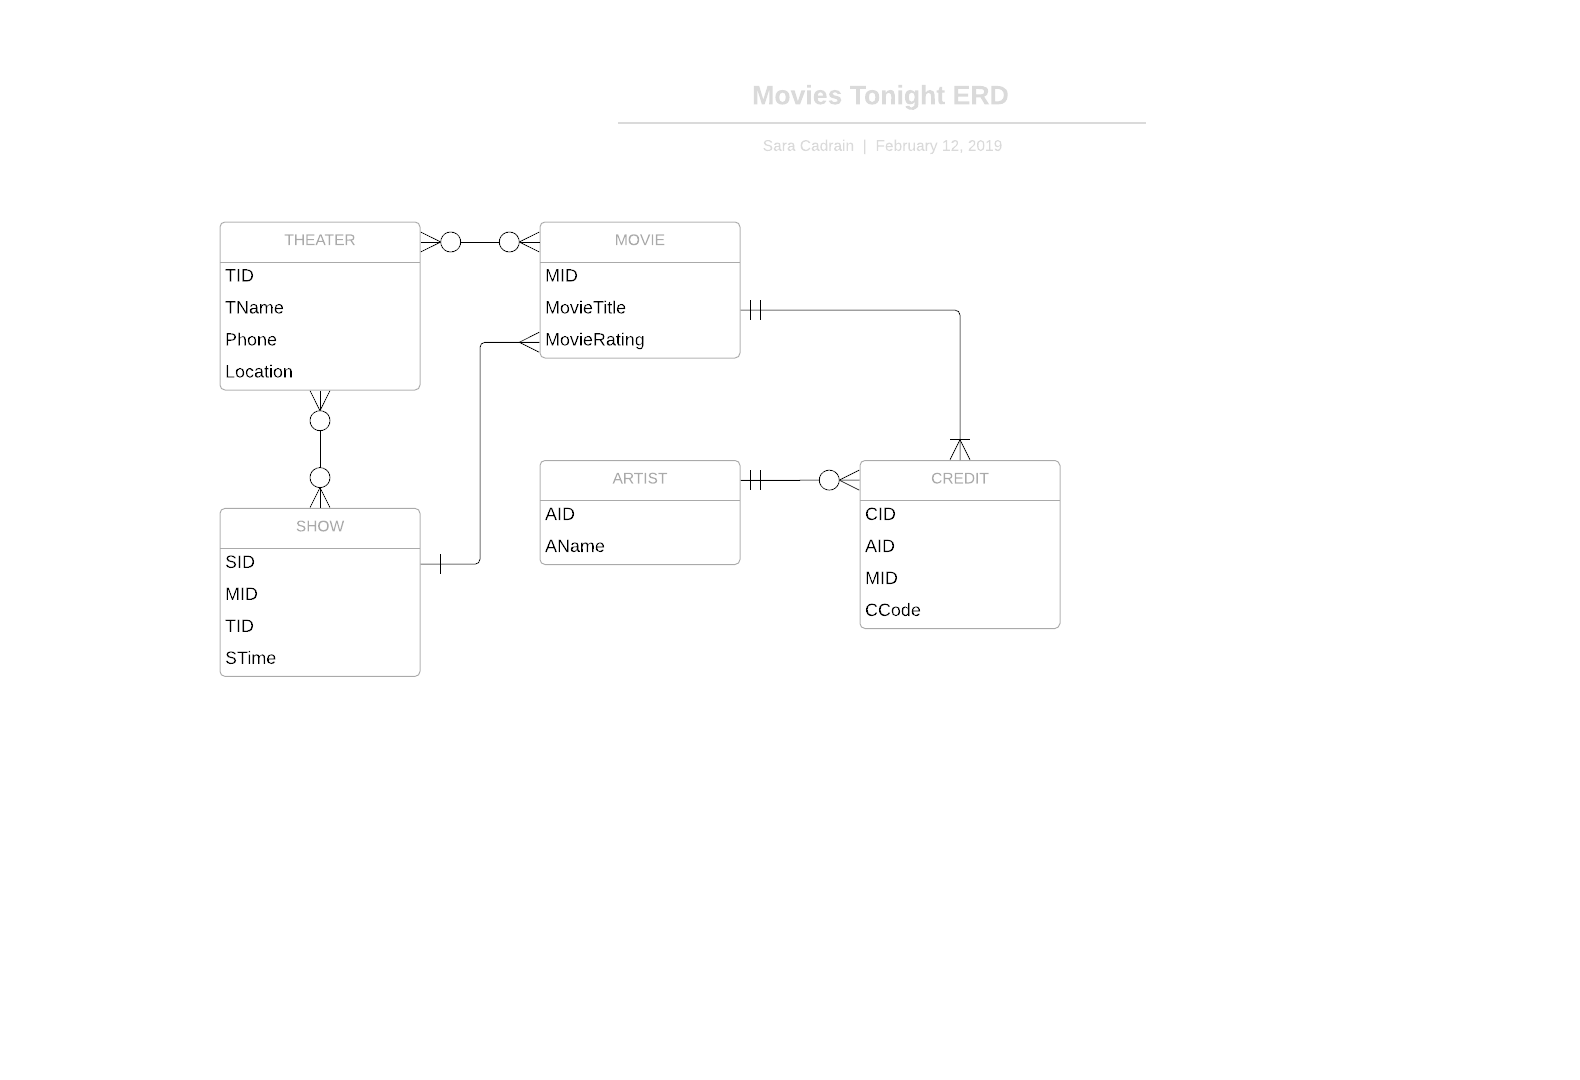 Movies Tonight ERD
Sara Cadrain | February 12, 2019
THEATER
TID
TName
Phone
Location
MOVIE
MID
MovieTitle
MovieRating
SHOW
SID
MID
TID
STime
ARTIST
AID
AName
CREDIT
CID
AID
MID
CCode